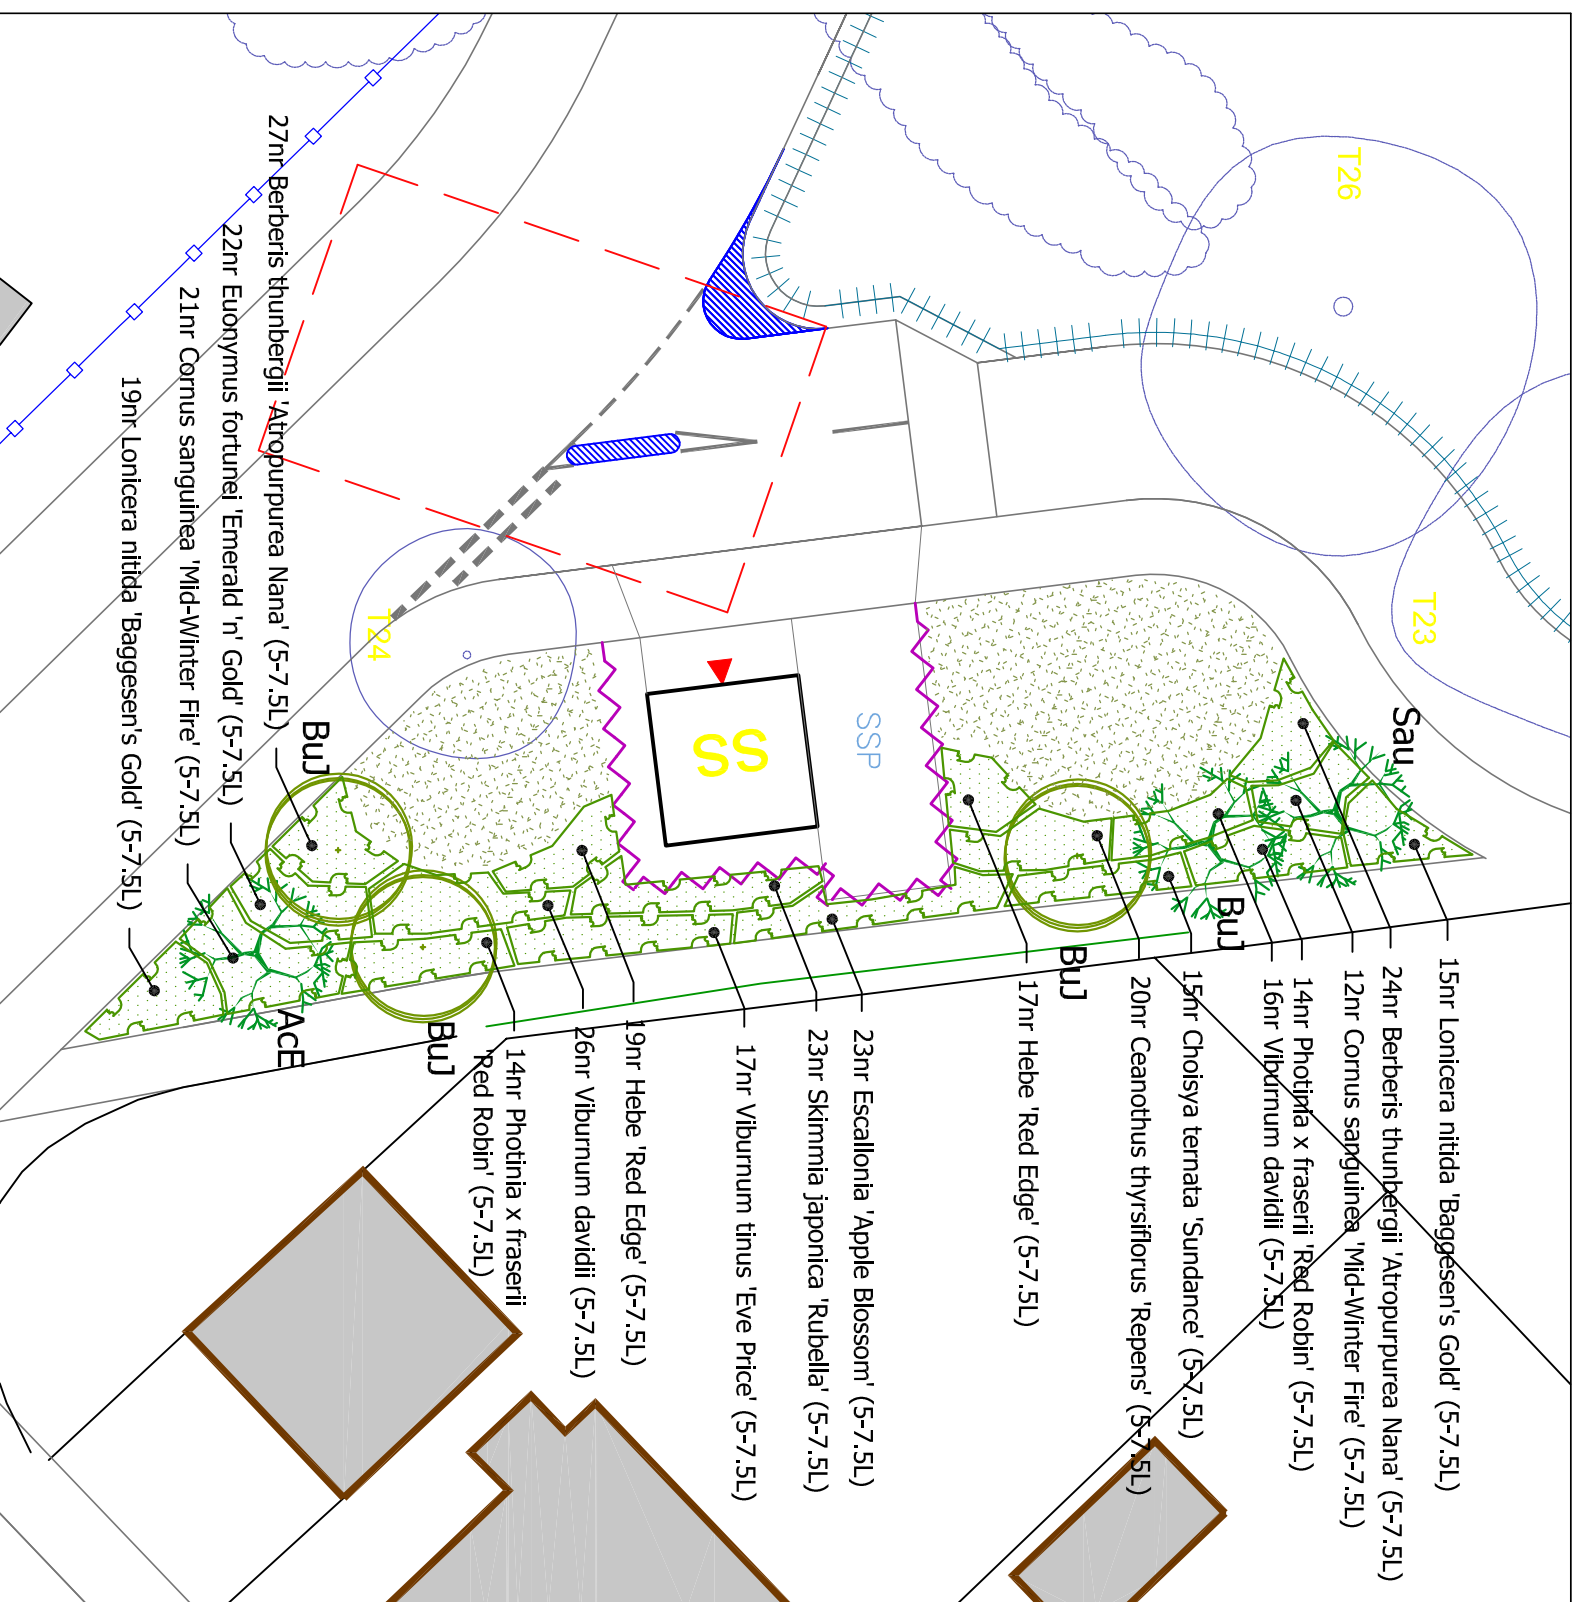 T26
T23
T24
SS
SSP
Sau
BuJ
BuJ
BuJ
BuJ
AcE
27nr Berberis thunbergii 'Atropurpurea Nana' (5-7.5L)
22nr Euonymus fortunei 'Emerald 'n' Gold' (5-7.5L)
21nr Cornus sanguinea 'Mid-Winter Fire' (5-7.5L)
19nr Lonicera nitida 'Baggesen's Gold' (5-7.5L)
15nr Lonicera nitida 'Baggesen's Gold' (5-7.5L)
24nr Berberis thunbergii 'Atropurpurea Nana' (5-7.5L)
12nr Cornus sanguinea 'Mid-Winter Fire' (5-7.5L)
14nr Photinia x fraserii 'Red Robin' (5-7.5L)
16nr Viburnum davidii (5-7.5L)
15nr Choisya ternata 'Sundance' (5-7.5L)
20nr Ceanothus thyrsiflorus 'Repens' (5-7.5L)
17nr Hebe 'Red Edge' (5-7.5L)
23nr Escallonia 'Apple Blossom' (5-7.5L)
23nr Skimmia japonica 'Rubella' (5-7.5L)
17nr Viburnum tinus 'Eve Price' (5-7.5L)
19nr Hebe 'Red Edge' (5-7.5L)
26nr Viburnum davidii (5-7.5L)
14nr Photinia x fraserii
'Red Robin' (5-7.5L)